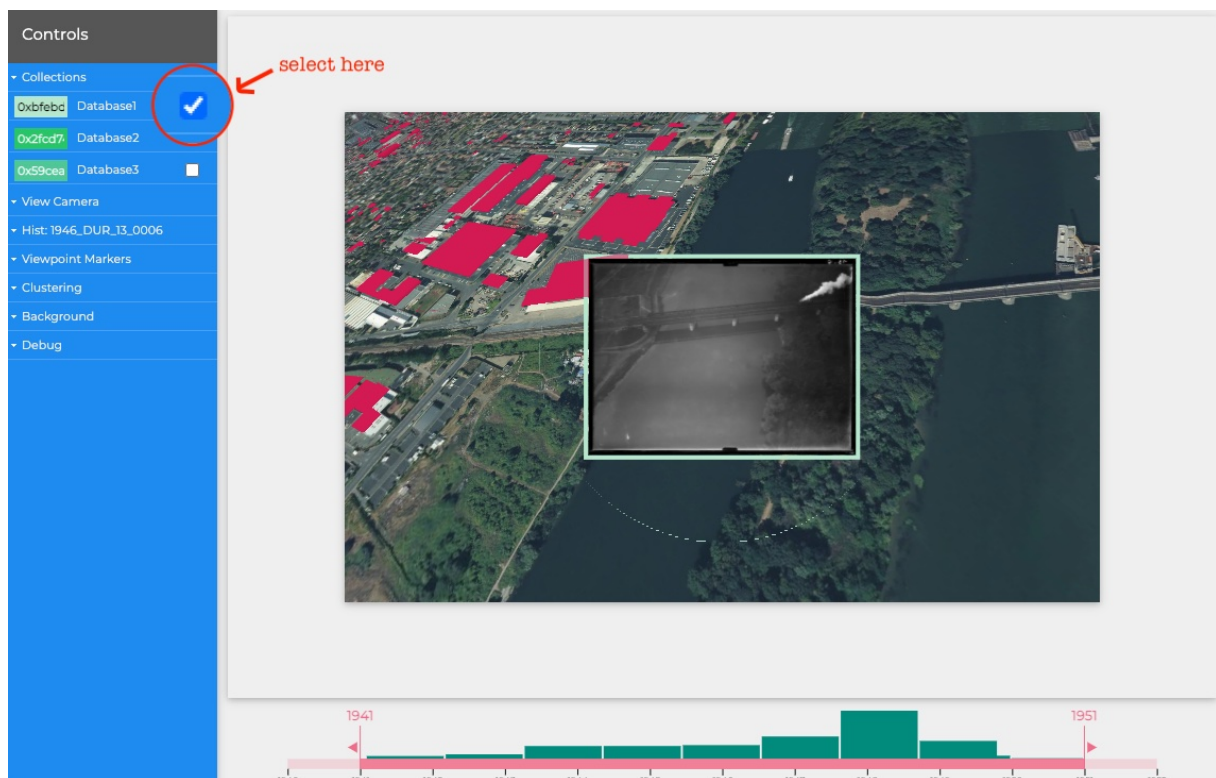 Controls
select here
Collections
0xbfebd Database1
0x2fcd7 Database2
0x59cea Database3
View Camera
Hist: 1946_DUR_13_0006
Viewpoint Markers
Clustering
Background
Debug
1941 1951